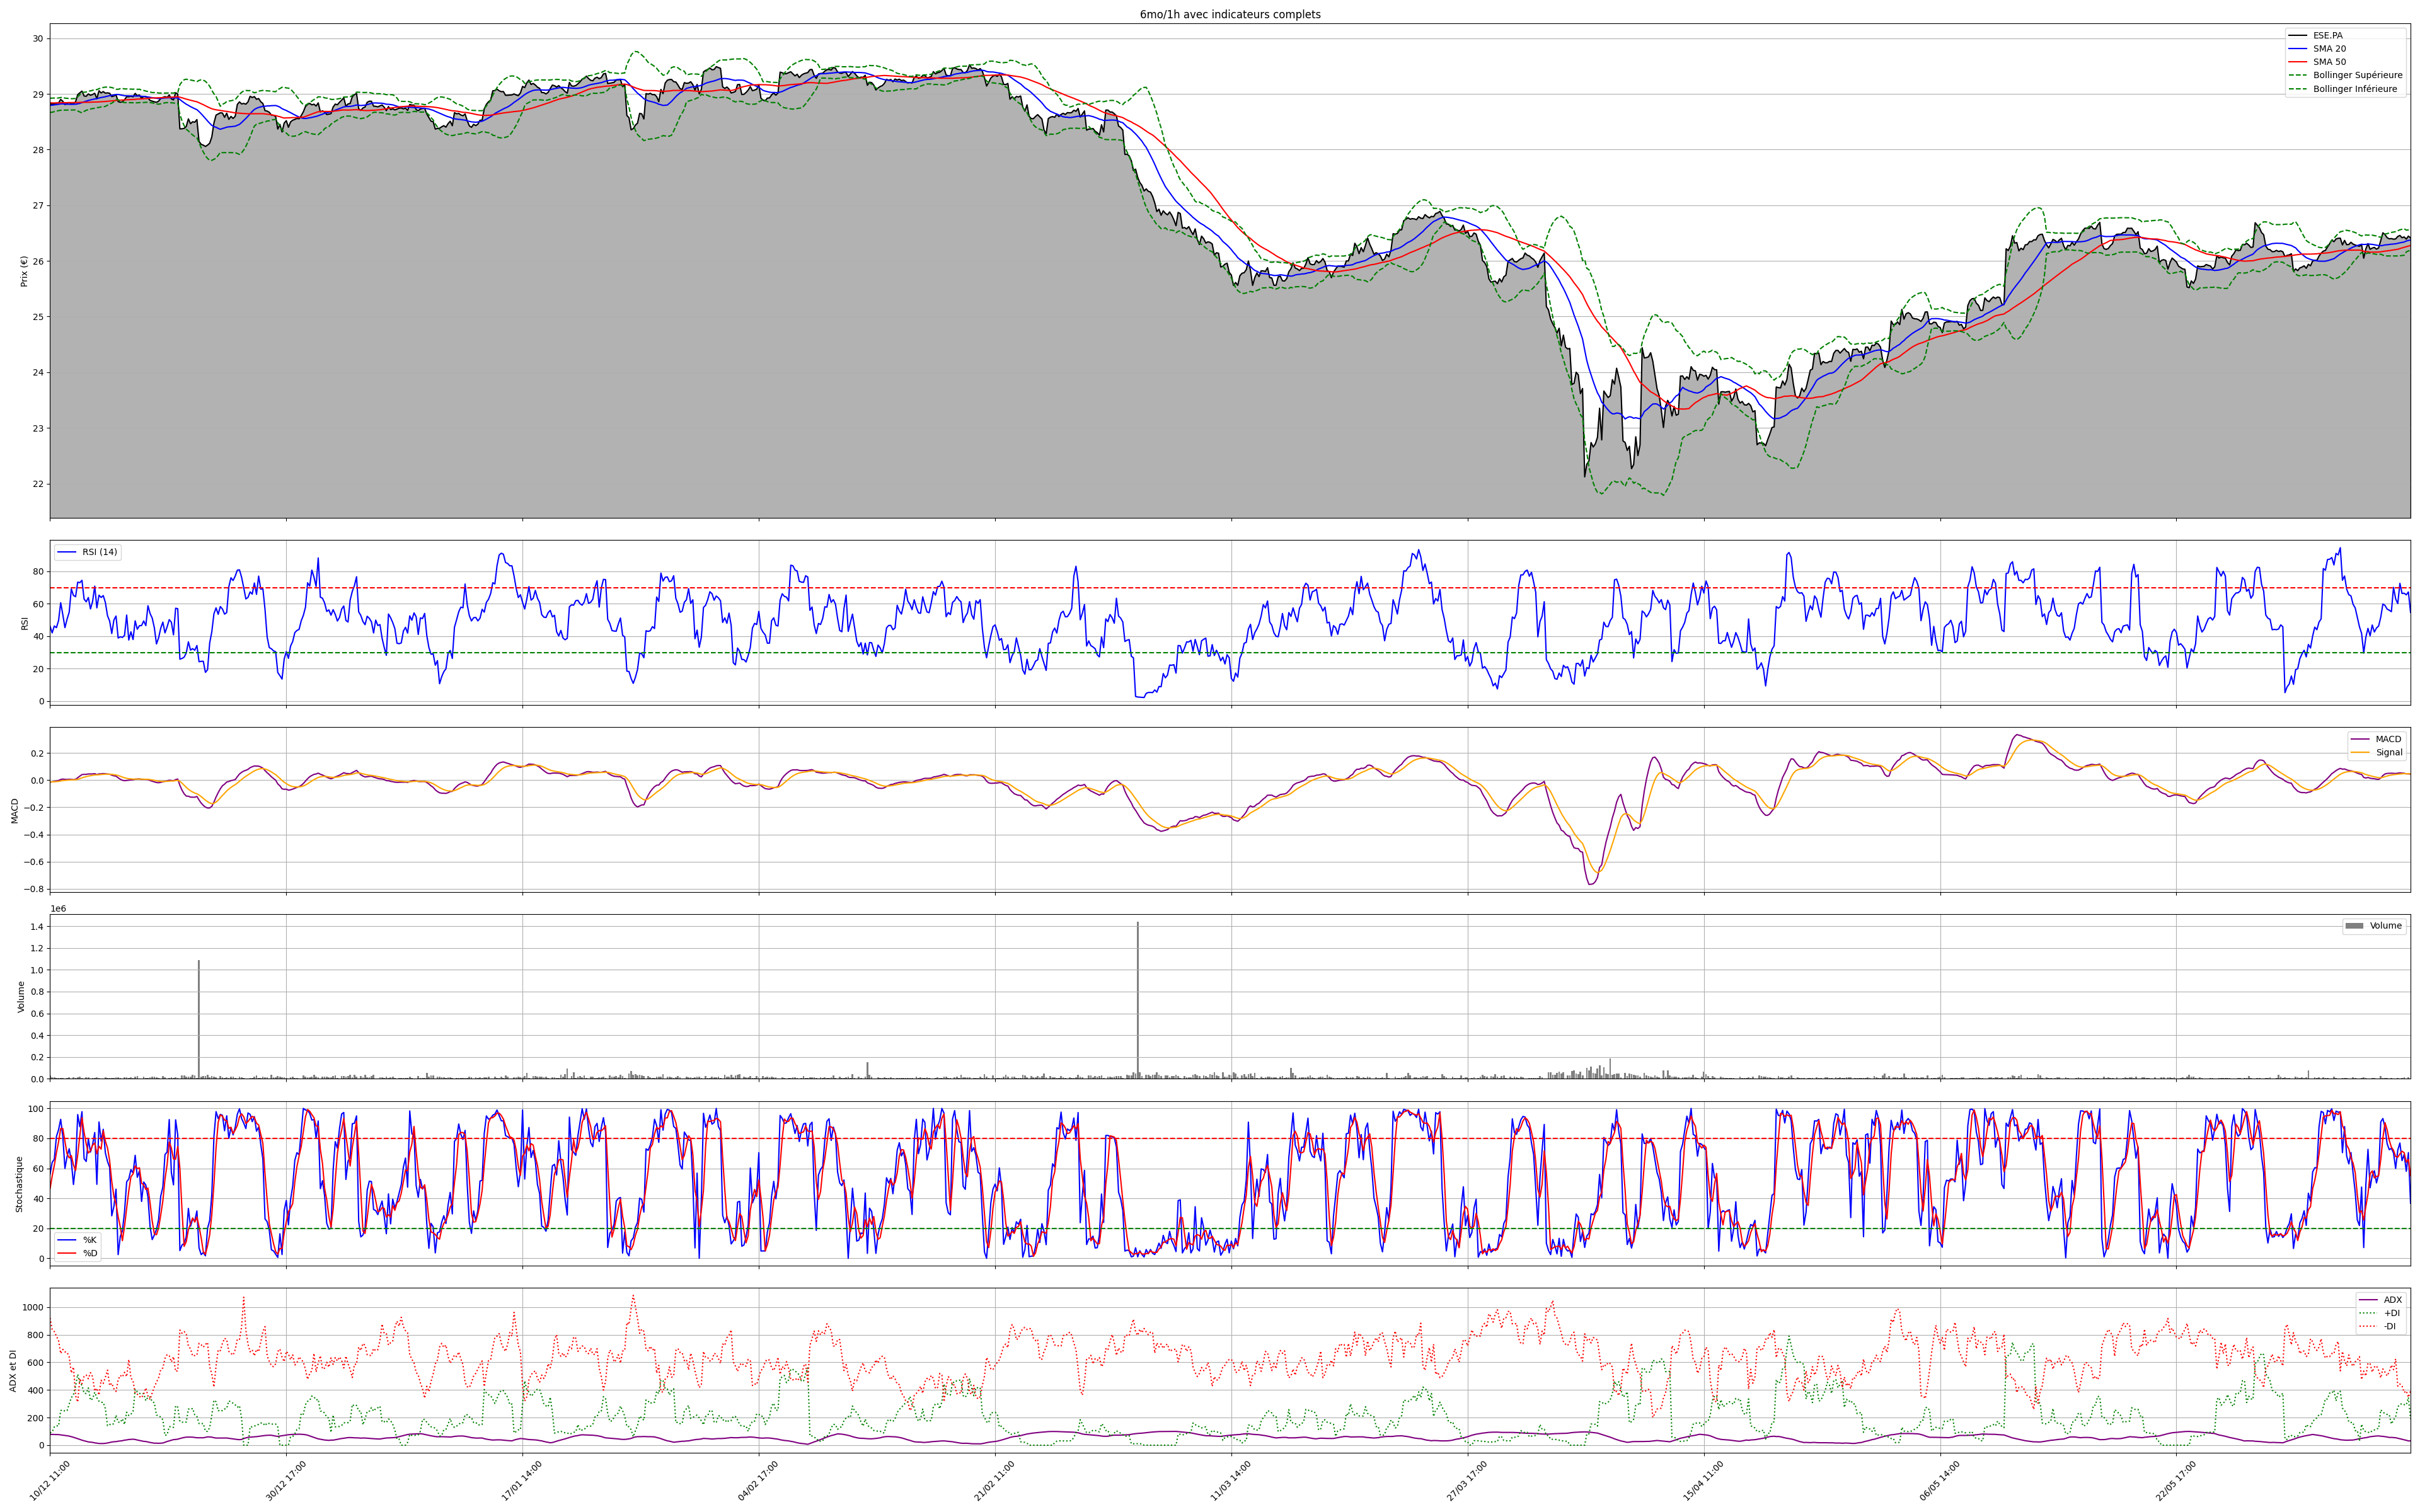 6mo/1h avec indicateurs complets
ESE.PA
SMA 20
SMA 50
Bollinger Supérieure
Bollinger Inférieure
Prix (€)
30
29
28
27
26
25
24
23
22
RSI (14)
RSI
80
60
40
20
0
MACD
Signal
MACD
0.2
0.0
−0.2
−0.4
−0.6
−0.8
1e6
Volume
Volume
1.4
1.2
1.0
0.8
0.6
0.4
0.2
0.0
Stochastique
100
80
60
40
20
0
%K
%D
ADX
+DI
-DI
ADX et DI
1000
800
600
400
200
0
10/12 11:00
30/12 17:00
17/01 14:00
04/02 17:00
21/02 11:00
11/03 14:00
27/03 17:00
15/04 11:00
06/05 14:00
22/05 17:00